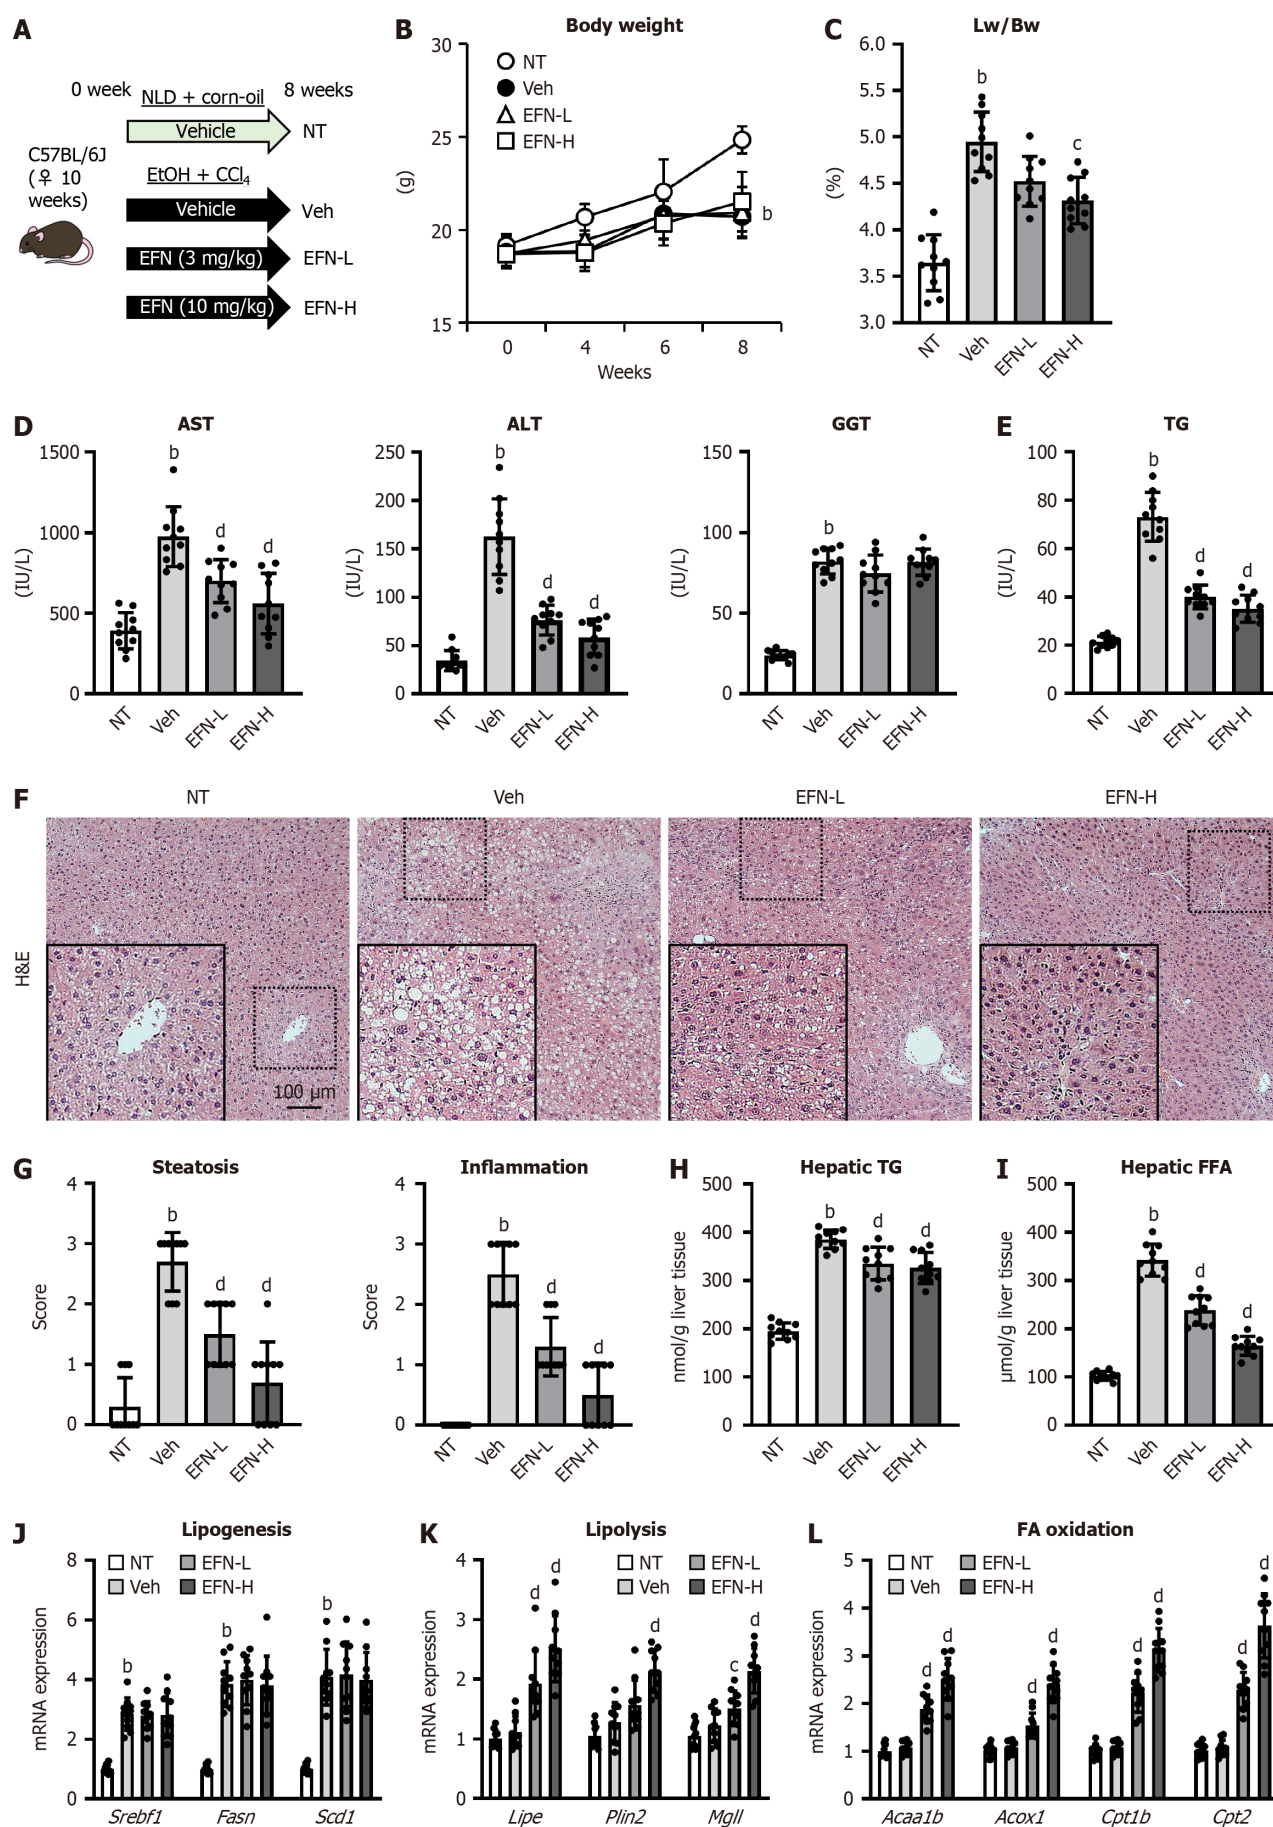 A
0 week
NLD + corn-oil
8 weeks
Vehicle
NT
C57BL/6J
(♀ 10
weeks)
EtOH + CCl₄
Vehicle
Veh
EFN (3 mg/kg)
EFN-L
EFN (10 mg/kg)
EFN-H
B
Body weight
30
25
20
15
(g)
NT
Veh
EFN-L
EFN-H
b
0
4
6
8
Weeks
C
Lw/Bw
6.0
5.5
5.0
4.5
4.0
3.5
3.0
(%)
b
c
NT
Veh
EFN-L
EFN-H
D
AST
1500
1000
500
0
(IU/L)
b
d
d
NT
Veh
EFN-L
EFN-H
ALT
250
200
150
100
50
0
(IU/L)
b
d
d
NT
Veh
EFN-L
EFN-H
GGT
150
100
50
0
(IU/L)
b
NT
Veh
EFN-L
EFN-H
E
TG
100
80
60
40
20
0
(IU/L)
b
d
d
NT
Veh
EFN-L
EFN-H
F
NT
Veh
EFN-L
EFN-H
H&E
100 μm
G
Steatosis
4
3
2
1
0
Score
b
d
d
NT
Veh
EFN-L
EFN-H
Inflammation
4
3
2
1
0
Score
b
d
d
NT
Veh
EFN-L
EFN-H
H
Hepatic TG
500
400
300
200
100
0
nmol/g liver tissue
b
d
d
NT
Veh
EFN-L
EFN-H
I
Hepatic FFA
500
400
300
200
100
0
μmol/g liver tissue
b
d
d
NT
Veh
EFN-L
EFN-H
J
Lipogenesis
8
6
4
2
0
mRNA expression
NT
EFN-L
Veh
EFN-H
b
b
b
Srebf1
Fasn
Scd1
K
Lipolysis
4
3
2
1
0
mRNA expression
NT
EFN-L
Veh
EFN-H
d
d
d
c
d
Lipe
Plin2
Mgll
L
FA oxidation
5
4
3
2
1
0
mRNA expression
NT
EFN-L
Veh
EFN-H
d
d
d
d
d
d
d
d
Acaa1b
Acox1
Cpt1b
Cpt2